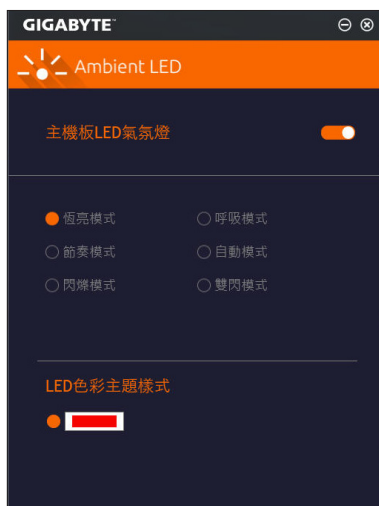 GIGABYTE™
Ambient LED
主機板LED氣氛燈
恆亮模式 呼吸模式
節奏模式 自動模式
閃爍模式 雙閃模式
LED色彩主題樣式